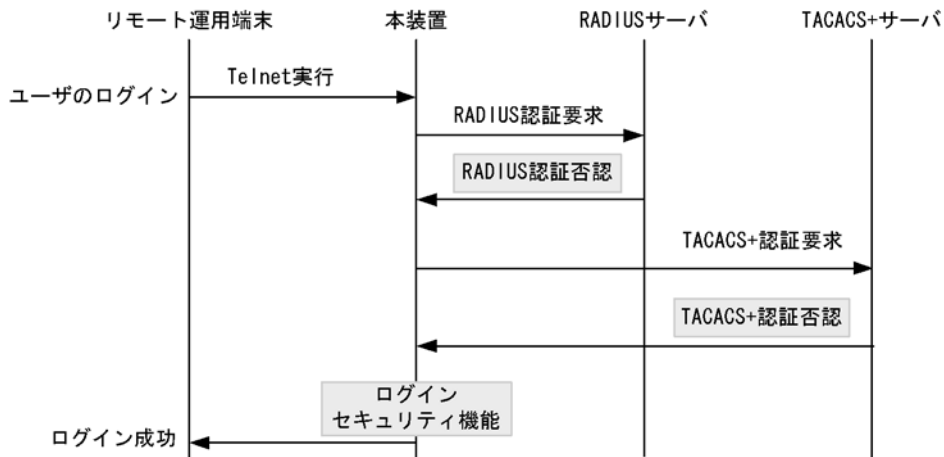 リモート運用端末
本装置
RADIUSサーバ
TACACS+サーバ
Telnet実行
ユーザのログイン
RADIUS認証要求
RADIUS認証否認
TACACS+認証要求
TACACS+認証否認
ログイン
セキュリティ機能
ログイン成功